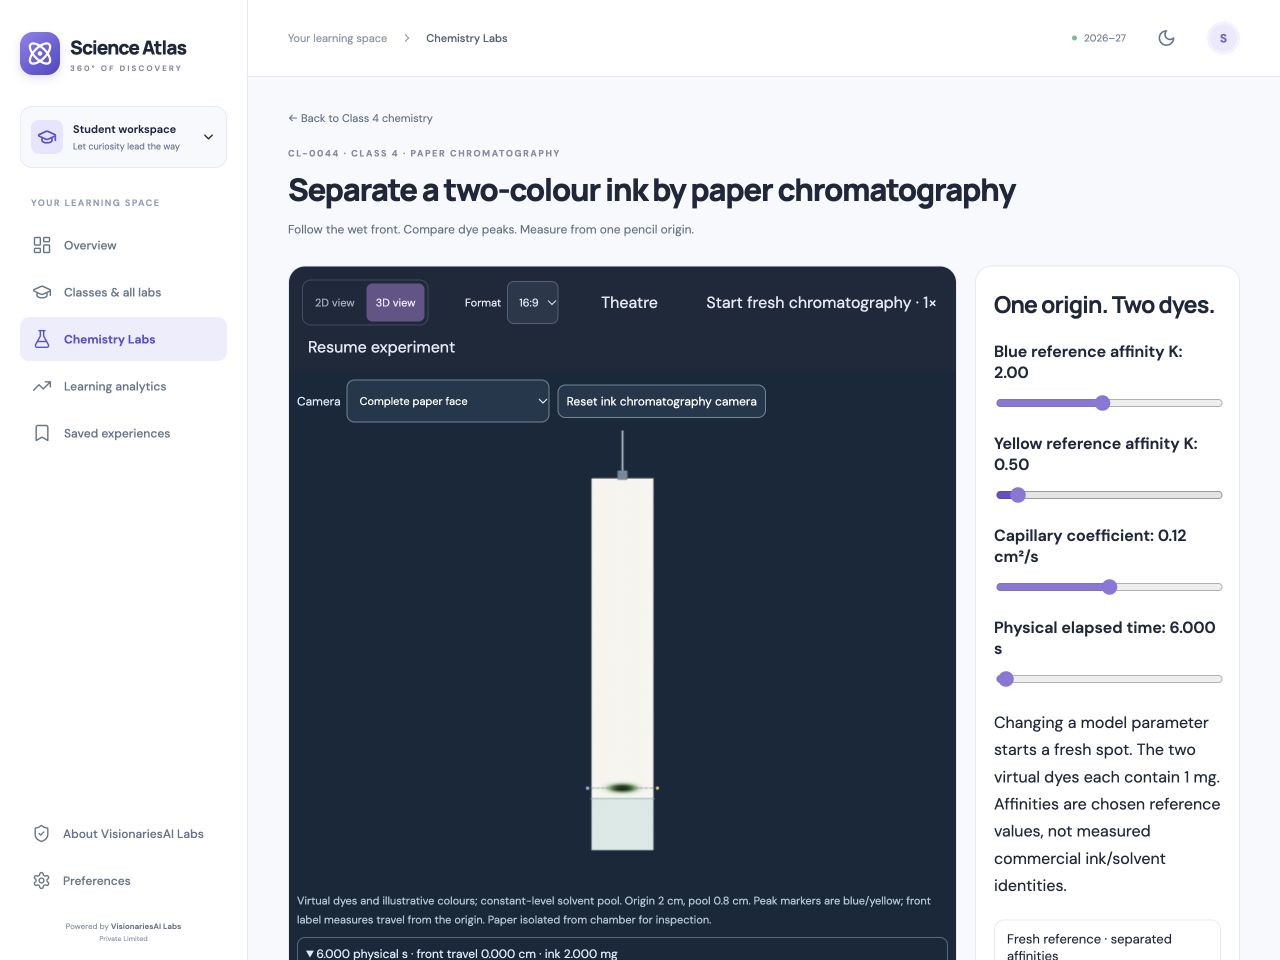 Science Atlas
360° OF DISCOVERY
Student workspace
Let curiosity lead the way
YOUR LEARNING SPACE
Overview
Classes & all labs
Chemistry Labs
Learning analytics
Saved experiences
About VisionariesAI Labs
Preferences
Powered by VisionariesAI Labs
Private Limited
Your learning space > Chemistry Labs
2026–27
S
← Back to Class 4 chemistry
CL-0044 · CLASS 4 · PAPER CHROMATOGRAPHY
Separate a two-colour ink by paper chromatography
Follow the wet front. Compare dye peaks. Measure from one pencil origin.
2D view
3D view
Format
16:9
Theatre
Start fresh chromatography · 1×
Resume experiment
Camera
Complete paper face
Reset ink chromatography camera
Virtual dyes and illustrative colours; constant-level solvent pool. Origin 2 cm, pool 0.8 cm. Peak markers are blue/yellow; front
label measures travel from the origin. Paper isolated from chamber for inspection.
▼ 6.000 physical s · front travel 0.000 cm · ink 2.000 mg
One origin. Two dyes.
Blue reference affinity K:
2.00
Yellow reference affinity K:
0.50
Capillary coefficient: 0.12
cm²/s
Physical elapsed time: 6.000
s
Changing a model parameter
starts a fresh spot. The two
virtual dyes each contain 1 mg.
Affinities are chosen reference
values, not measured
commercial ink/solvent
identities.
Fresh reference · separated
affinities